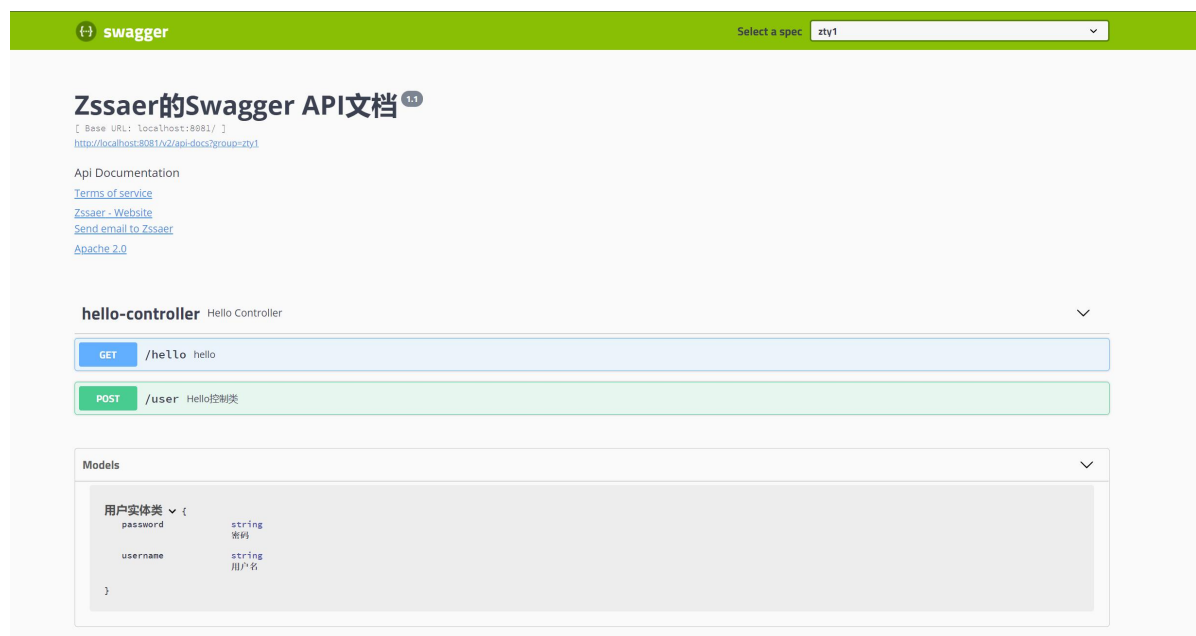 swagger
Select a spec zty1
Zssaer的Swagger API文档 1.1
[ Base URL: localhost:8081/ ]
http://localhost:8081/v2/api-docs?group=zty1
Api Documentation
Terms of service
Zssaer - Website
Send email to Zssaer
Apache 2.0
hello-controller Hello Controller
GET /hello hello
POST /user Hello控制类
Models
用户实体类 {
password string
密码
username string
用户名
}